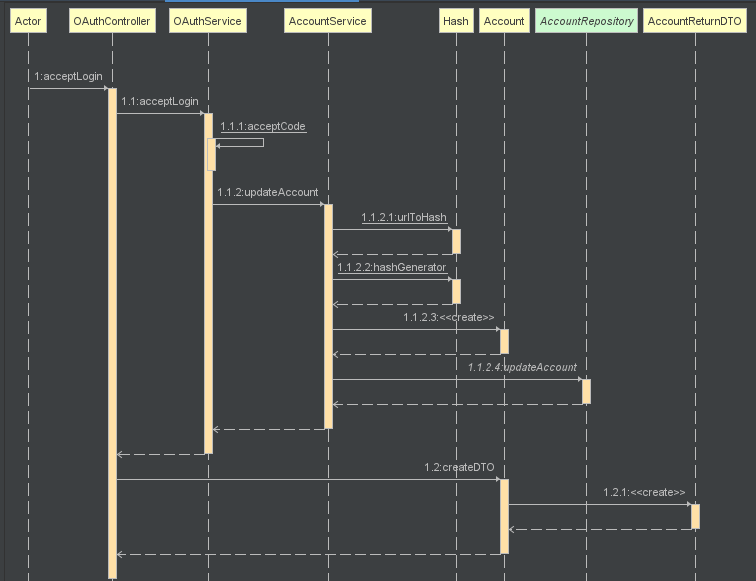 Actor OAuthController OAuthService AccountService Hash Account AccountRepository AccountReturnDTO
1:acceptLogin
1.1:acceptLogin
1.1.1:acceptCode
1.1.2:updateAccount
1.1.2.1:urlToHash
1.1.2.2:hashGenerator
1.1.2.3:<<create>>
1.1.2.4:updateAccount
1.2:createDTO
1.2.1:<<create>>